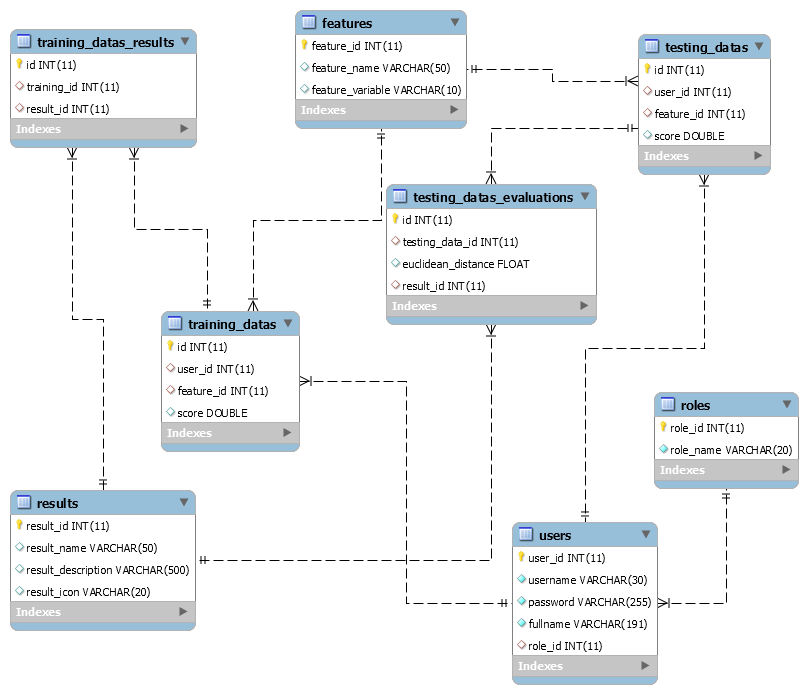 training_datas_results
id INT(11)
training_id INT(11)
result_id INT(11)
Indexes
features
feature_id INT(11)
feature_name VARCHAR(50)
feature_variable VARCHAR(10)
Indexes
testing_datas
id INT(11)
user_id INT(11)
feature_id INT(11)
score DOUBLE
Indexes
testing_datas_evaluations
id INT(11)
testing_data_id INT(11)
euclidean_distance FLOAT
result_id INT(11)
Indexes
training_datas
id INT(11)
user_id INT(11)
feature_id INT(11)
score DOUBLE
Indexes
roles
role_id INT(11)
role_name VARCHAR(20)
Indexes
results
result_id INT(11)
result_name VARCHAR(50)
result_description VARCHAR(500)
result_icon VARCHAR(20)
Indexes
users
user_id INT(11)
username VARCHAR(30)
password VARCHAR(255)
fullname VARCHAR(191)
role_id INT(11)
Indexes